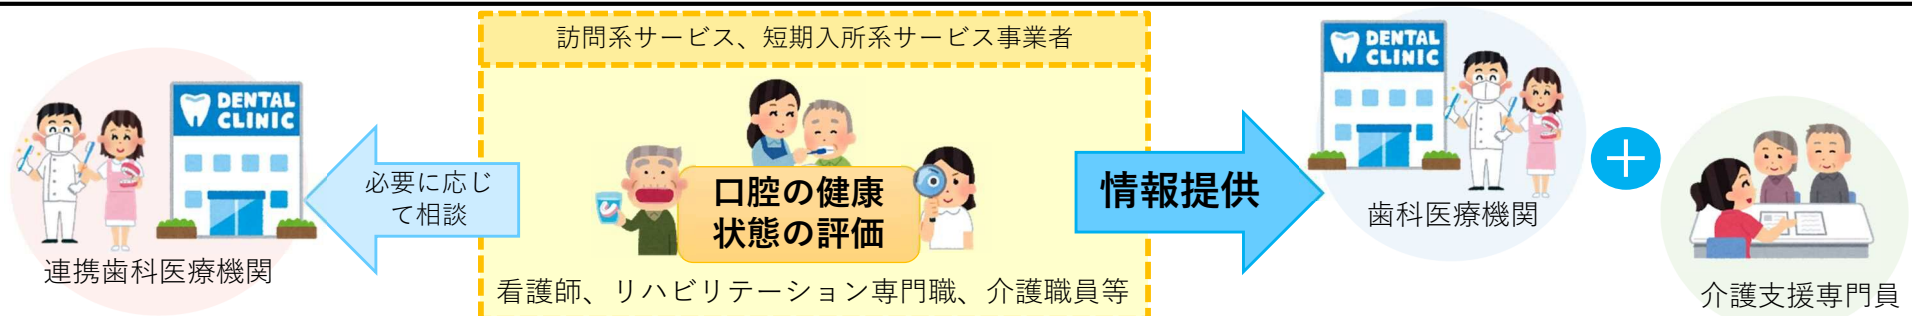 訪問系サービス、短期入所系サービス事業者
DENTAL
CLINIC
必要に応じ
て相談
連携歯科医療機関
口腔の健康
状態の評価
看護師、リハビリテーション専門職、介護職員等
情報提供
DENTAL
CLINIC
歯科医療機関
+
介護支援専門員